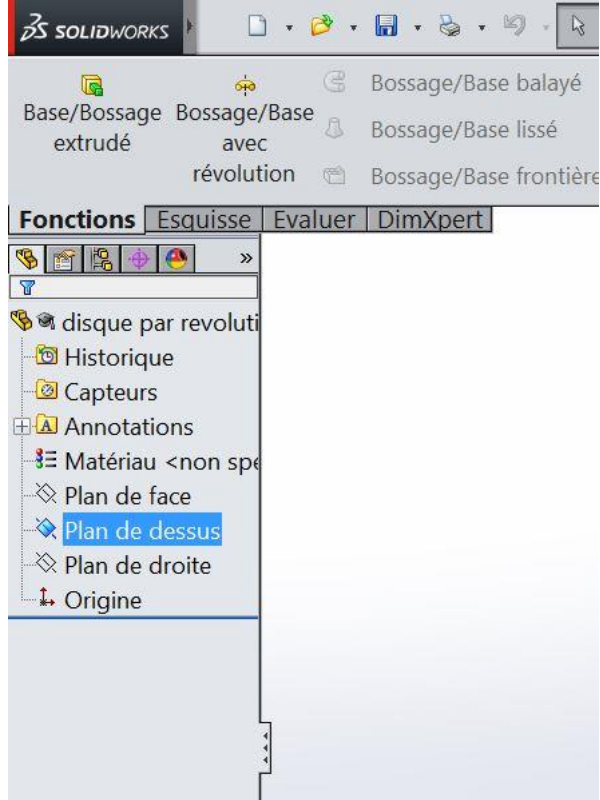 SOLIDWORKS
Base/Bossage
extrudé
Bossage/Base
avec
révolution
Bossage/Base balayé
Bossage/Base lissé
Bossage/Base frontière
Fonctions Esquisse Evaluer DimXpert
»
disque par revoluti
Historique
Capteurs
A Annotations
Matériau <non spé
Plan de face
Plan de dessus
Plan de droite
Origine